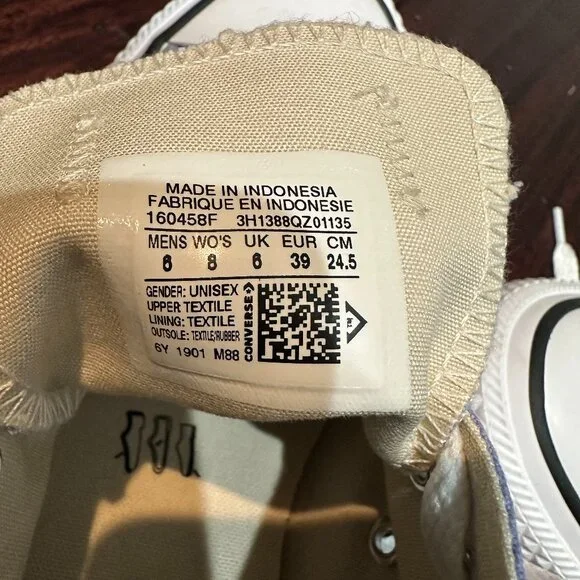 MADE IN INDONESIA
FABRIQUE EN INDONESIE
160458F 3H1388QZ01135
MENS WO'S UK EUR CM
6 8 6 39 24.5
GENDER: UNISEX
UPPER: TEXTILE
LINING: TEXTILE
OUTSOLE: TEXTILE/RUBBER
6Y 1901 M88
CONVERSE
TM